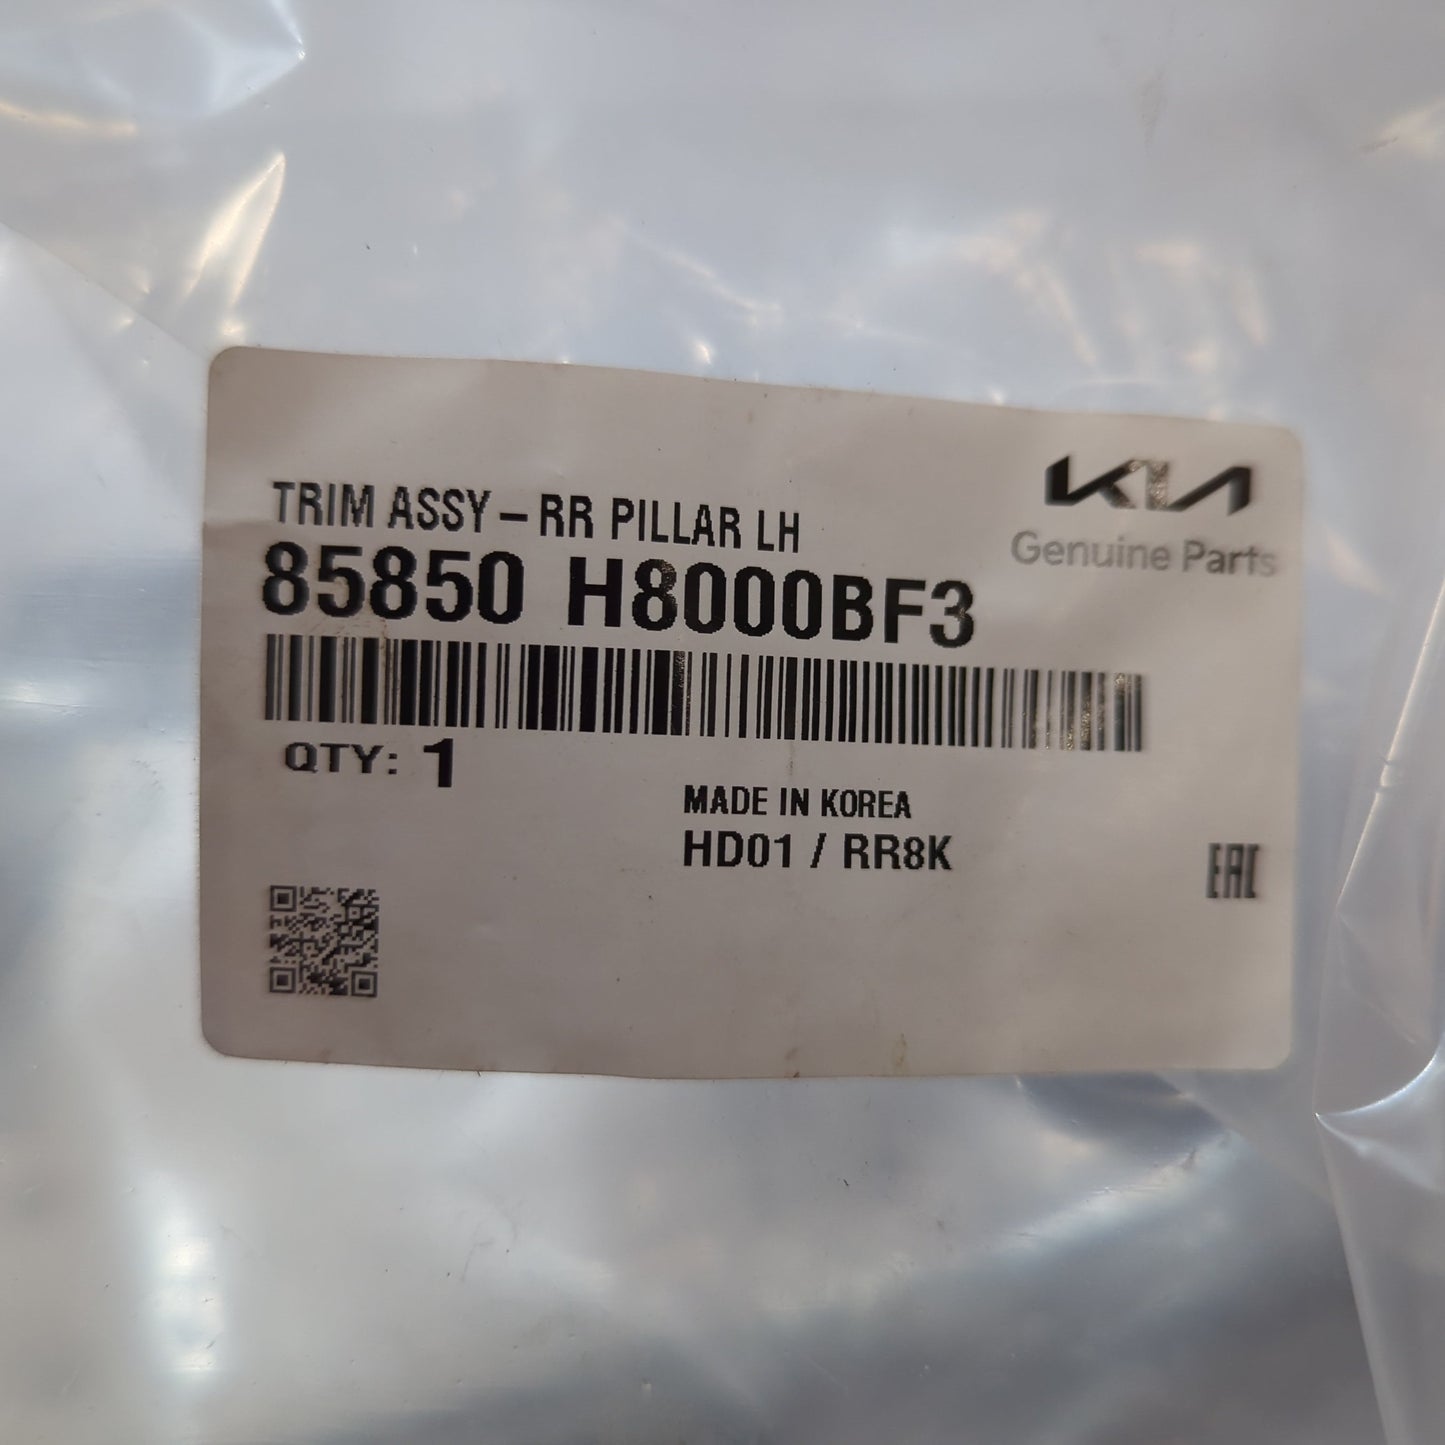 KIA
Genuine Parts
TRIM ASSY – RR PILLAR LH
85850 H8000BF3
QTY: 1
MADE IN KOREA
HD01 / RR8K
EAC